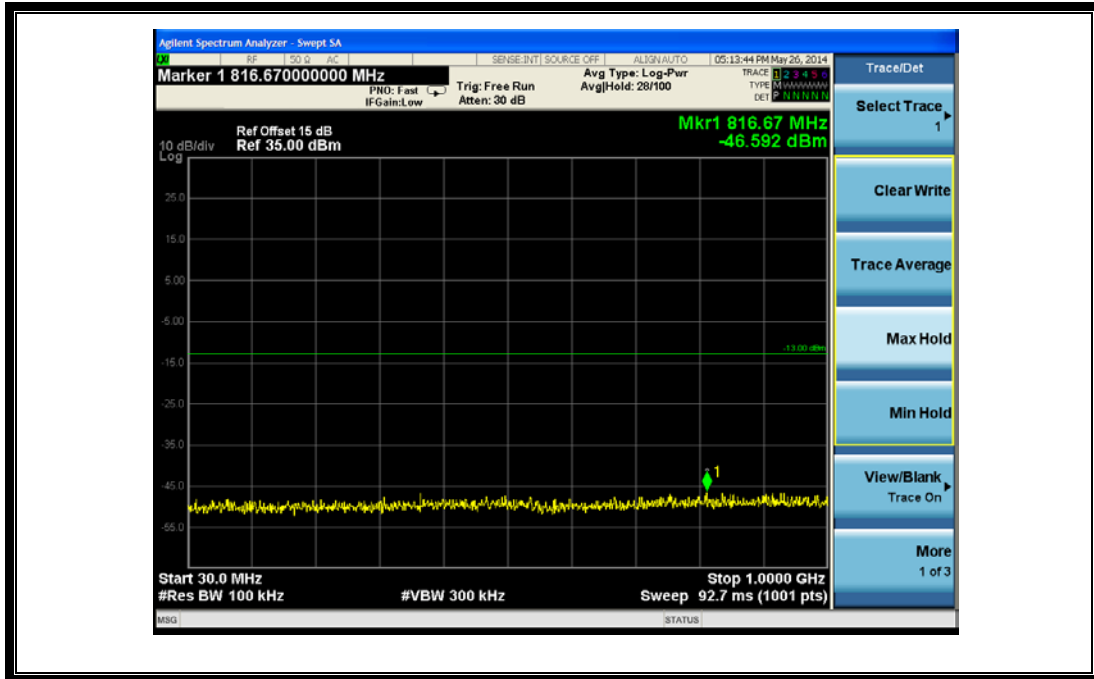 Agilent Spectrum Analyzer - Swept SA
RF 50 Ω AC SENSE:INT SOURCE OFF ALIGN AUTO 05:13:44 PM May 26, 2014
Marker 1 816.670000000 MHz
PNO: Fast
IFGain:Low
Trig: Free Run
Atten: 30 dB
Avg Type: Log-Pwr
Avg|Hold: 28/100
TRACE 1 2 3 4 5 6
TYPE M
DET P N N N N N
Mkr1 816.67 MHz
-46.592 dBm
Ref Offset 15 dB
10 dB/div Ref 35.00 dBm
Log
25.0
15.0
5.00
-5.00
-13.00 dBm
-15.0
-25.0
-35.0
1
-45.0
-55.0
Start 30.0 MHz Stop 1.0000 GHz
#Res BW 100 kHz #VBW 300 kHz Sweep 92.7 ms (1001 pts)
MSG STATUS
Trace/Det
Select Trace
1
Clear Write
Trace Average
Max Hold
Min Hold
View/Blank
Trace On
More
1 of 3